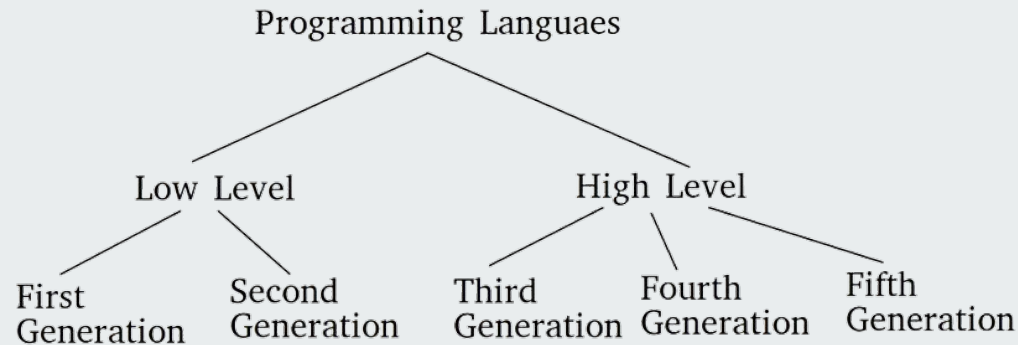 Programming Languaes
Low Level
High Level
First
Generation
Second
Generation
Third
Generation
Fourth
Generation
Fifth
Generation